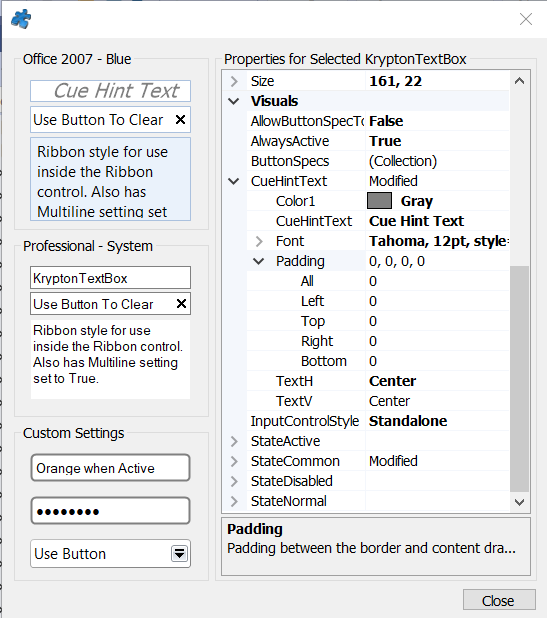 Office 2007 - Blue
Cue Hint Text
Use Button To Clear
Ribbon style for use
inside the Ribbon
control. Also has
Multiline setting set
Professional - System
KryptonTextBox
Use Button To Clear
Ribbon style for use
inside the Ribbon control.
Also has Multiline setting
set to True.
Custom Settings
Orange when Active
Use Button
Properties for Selected KryptonTextBox
Size 161, 22
Visuals
AllowButtonSpecTo False
AlwaysActive True
ButtonSpecs (Collection)
CueHintText Modified
Color1 Gray
CueHintText Cue Hint Text
Font Tahoma, 12pt, style=
Padding 0, 0, 0, 0
All 0
Left 0
Top 0
Right 0
Bottom 0
TextH Center
TextV Center
InputControlStyle Standalone
StateActive
StateCommon Modified
StateDisabled
StateNormal
Padding
Padding between the border and content dra...
Close